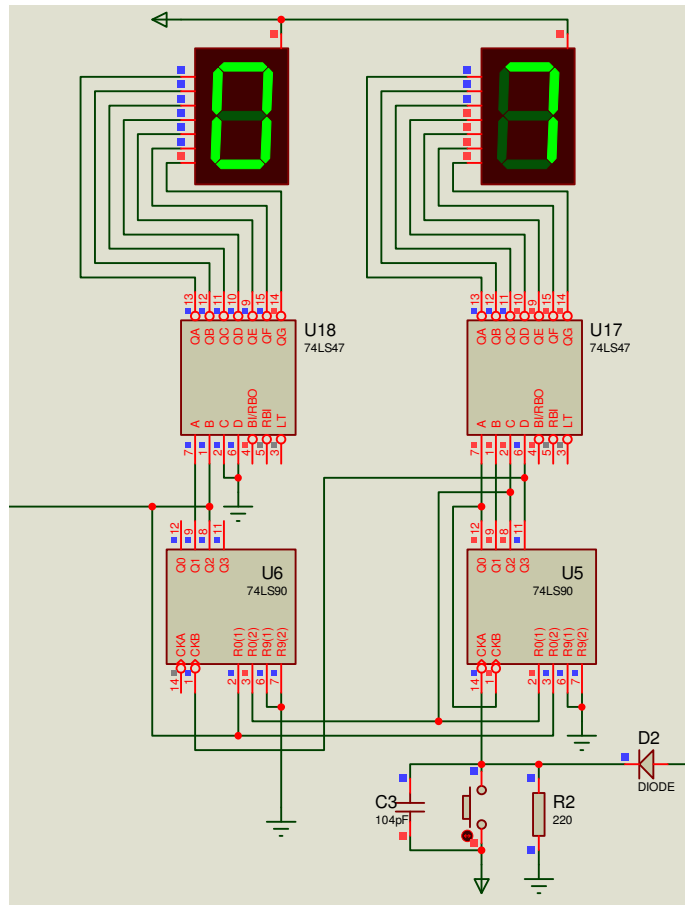 13 12 11 10 9 15 14
QA QB QC QD QE QF QG
U18
74LS47
A B C D BI/RBO RBI LT
7 1 2 6 4 5 3
13 12 11 10 9 15 14
QA QB QC QD QE QF QG
U17
74LS47
A B C D BI/RBO RBI LT
7 1 2 6 4 5 3
12 9 8 11
Q0 Q1 Q2 Q3
U6
74LS90
CKA CKB R0(1) R0(2) R9(1) R9(2)
14 1 2 3 6 7
12 9 8 11
Q0 Q1 Q2 Q3
U5
74LS90
CKA CKB R0(1) R0(2) R9(1) R9(2)
14 1 2 3 6 7
D2
DIODE
C3
104pF
R2
220